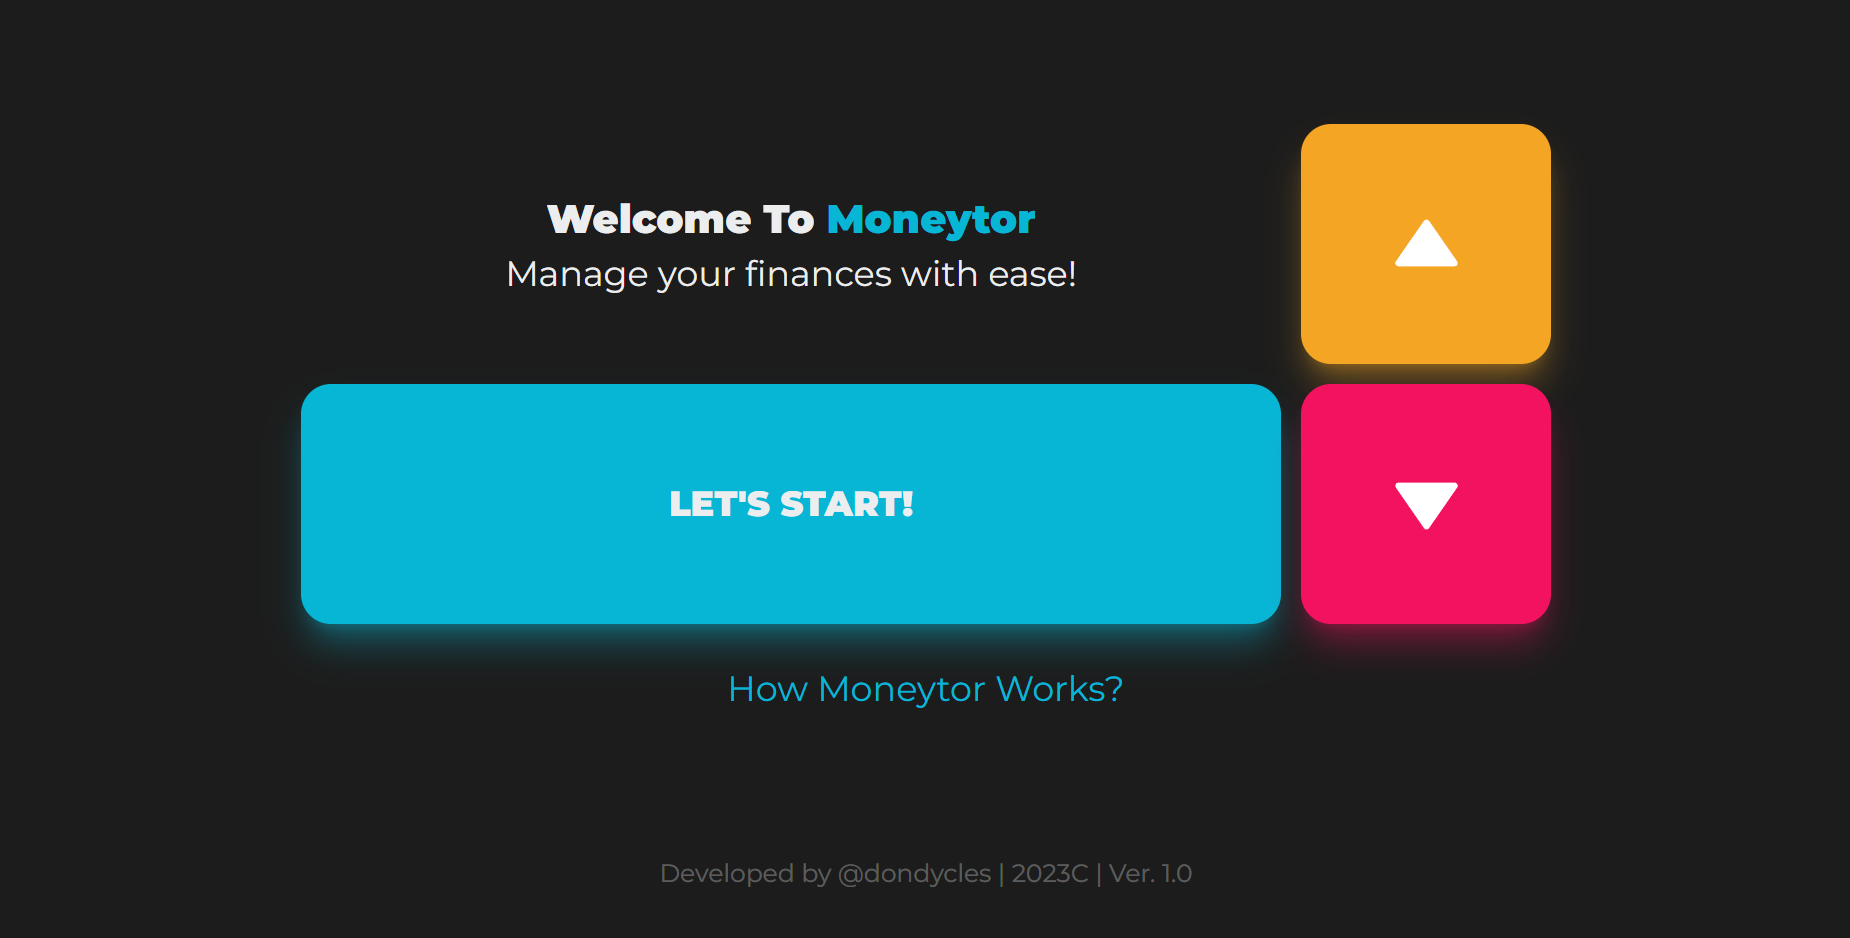 Welcome To Moneytor
Manage your finances with ease!
LET'S START!
How Moneytor Works?
Developed by @dondycles | 2023C | Ver. 1.0